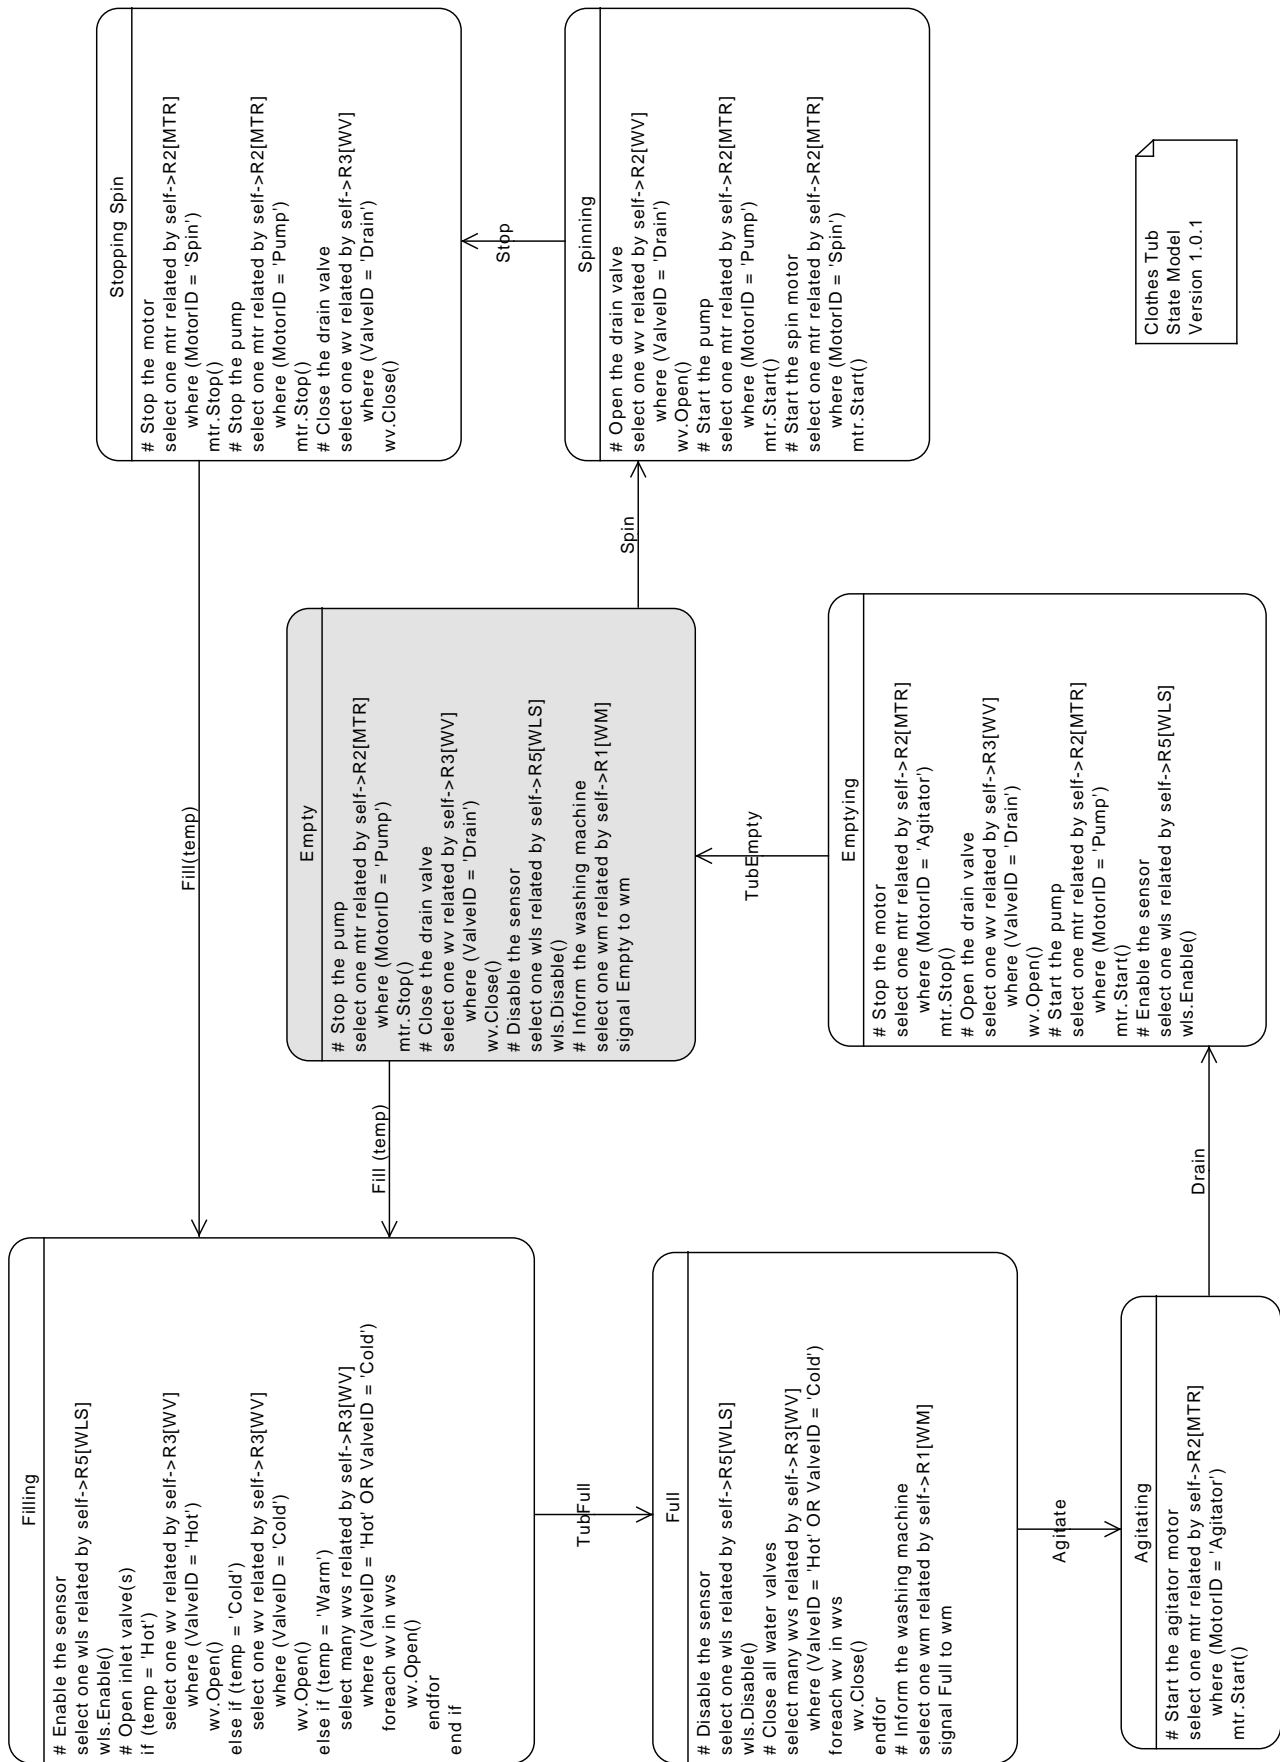 Filling
# Enable the sensor
select one wls related by self->R5[WLS]
wls.Enable()
# Open inlet valve(s)
if (temp = 'Hot')
select one wv related by self->R3[WV]
where (ValveID = 'Hot')
wv.Open()
else if (temp = 'Cold')
select one wv related by self->R3[WV]
where (ValveID = 'Cold')
wv.Open()
else if (temp = 'Warm')
select many wvs related by self->R3[WV]
where (ValveID = 'Hot' OR ValveID = 'Cold')
foreach wv in wvs
wv.Open()
endfor
end if
Fill(temp)
Stopping Spin
# Stop the motor
select one mtr related by self->R2[MTR]
where (MotorID = 'Spin')
mtr.Stop()
# Stop the pump
select one mtr related by self->R2[MTR]
where (MotorID = 'Pump')
mtr.Stop()
# Close the drain valve
select one wv related by self->R3[WV]
where (ValveID = 'Drain')
wv.Close()
Fill (temp)
Empty
# Stop the pump
select one mtr related by self->R2[MTR]
where (MotorID = 'Pump')
mtr.Stop()
# Close the drain valve
select one wv related by self->R3[WV]
where (ValveID = 'Drain')
wv.Close()
# Disable the sensor
select one wls related by self->R5[WLS]
wls.Disable()
# Inform the washing machine
select one wm related by self->R1[WM]
signal Empty to wm
Stop
Spin
TubFull
Full
# Disable the sensor
select one wls related by self->R5[WLS]
wls.Disable()
# Close all water valves
select many wvs related by self->R3[WV]
where (ValveID = 'Hot' OR ValveID = 'Cold')
foreach wv in wvs
wv.Close()
endfor
# Inform the washing machine
select one wm related by self->R1[WM]
signal Full to wm
TubEmpty
Spinning
# Open the drain valve
select one wv related by self->R2[WV]
where (ValveID = 'Drain')
wv.Open()
# Start the pump
select one mtr related by self->R2[MTR]
where (MotorID = 'Pump')
mtr.Start()
# Start the spin motor
select one mtr related by self->R2[MTR]
where (MotorID = 'Spin')
mtr.Start()
Emptying
# Stop the motor
select one mtr related by self->R2[MTR]
where (MotorID = 'Agitator')
mtr.Stop()
# Open the drain valve
select one wv related by self->R3[WV]
where (ValveID = 'Drain')
wv.Open()
# Start the pump
select one mtr related by self->R2[MTR]
where (MotorID = 'Pump')
mtr.Start()
# Enable the sensor
select one wls related by self->R5[WLS]
wls.Enable()
Agitate
Agitating
# Start the agitator motor
select one mtr related by self->R2[MTR]
where (MotorID = 'Agitator')
mtr.Start()
Drain
Clothes Tub
State Model
Version 1.0.1